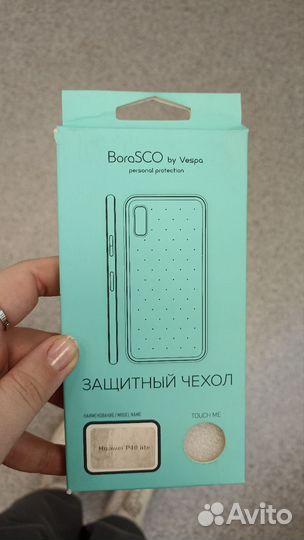 BoraSCO by Vespa
personal protection
ЗАЩИТНЫЙ ЧЕХОЛ
НАИМЕНОВАНИЕ / MODEL NAME
TOUCH ME
Huawei P40 lite
Avito